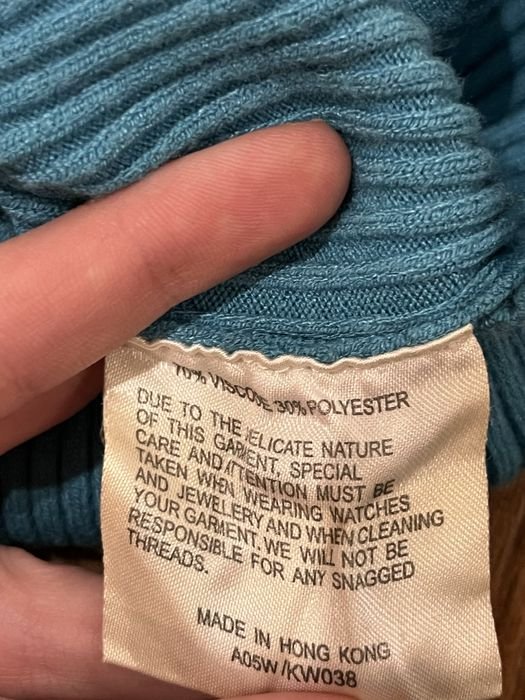 70% VISCOSE 30% POLYESTER
DUE TO THE DELICATE NATURE
OF THIS GARMENT, SPECIAL
CARE AND ATTENTION MUST BE
TAKEN WHEN WEARING WATCHES
AND JEWELERY AND WHEN CLEANING
YOUR GARMENT. WE WILL NOT BE
RESPONSIBLE FOR ANY SNAGGED
THREADS.
MADE IN HONG KONG
A05W/KW038